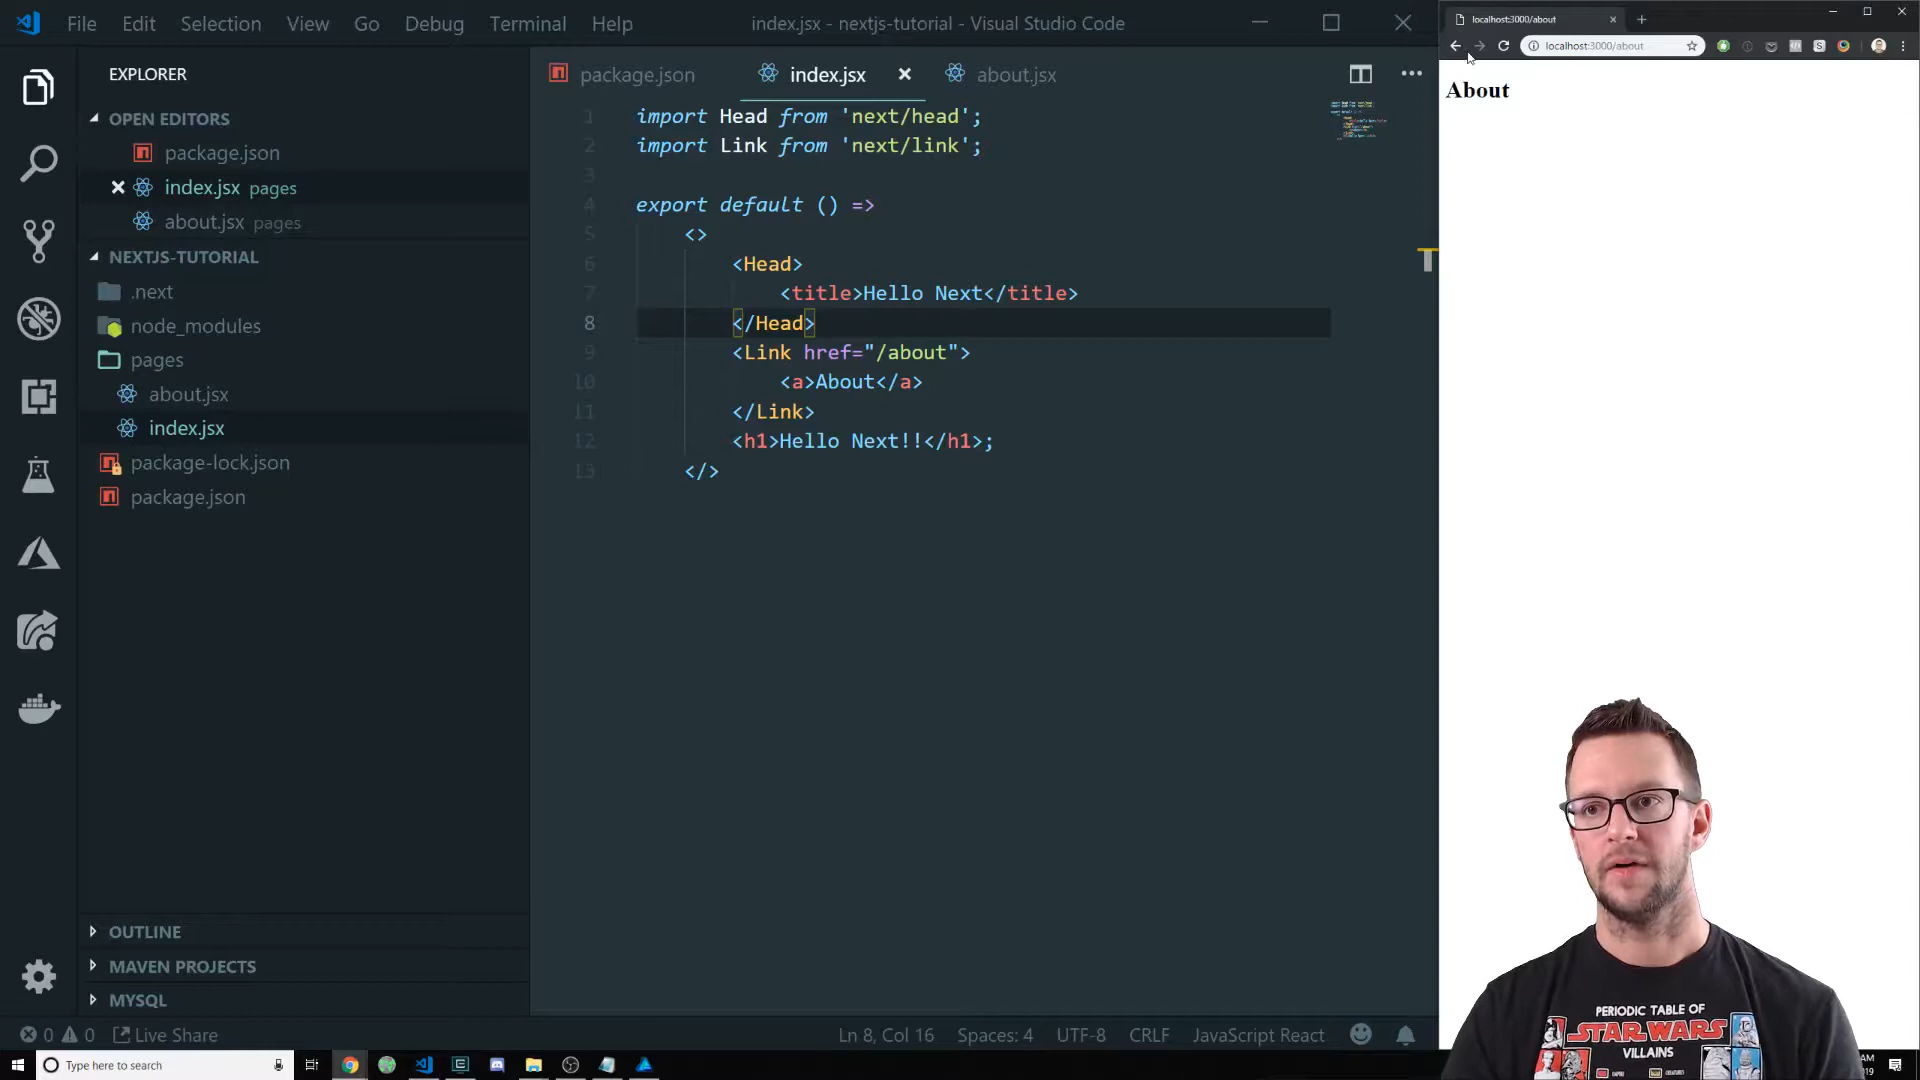 File Edit Selection View Go Debug Terminal Help
index.jsx - nextjs-tutorial - Visual Studio Code
EXPLORER
OPEN EDITORS
package.json
index.jsx pages
about.jsx pages
NEXTJS-TUTORIAL
.next
node_modules
pages
about.jsx
index.jsx
package-lock.json
package.json
OUTLINE
MAVEN PROJECTS
MYSQL
package.json index.jsx about.jsx
1 import Head from 'next/head';
2 import Link from 'next/link';
3
4 export default () =>
5 <>
6 <Head>
7 <title>Hello Next</title>
8 </Head>
9 <Link href="/about">
10 <a>About</a>
11 </Link>
12 <h1>Hello Next!!</h1>;
13 </>
0 0 Live Share
Ln 8, Col 16 Spaces: 4 UTF-8 CRLF JavaScript React
localhost:3000/about
localhost:3000/about
About
PERIODIC TABLE OF
STAR WARS
VILLAINS
Type here to search
AM